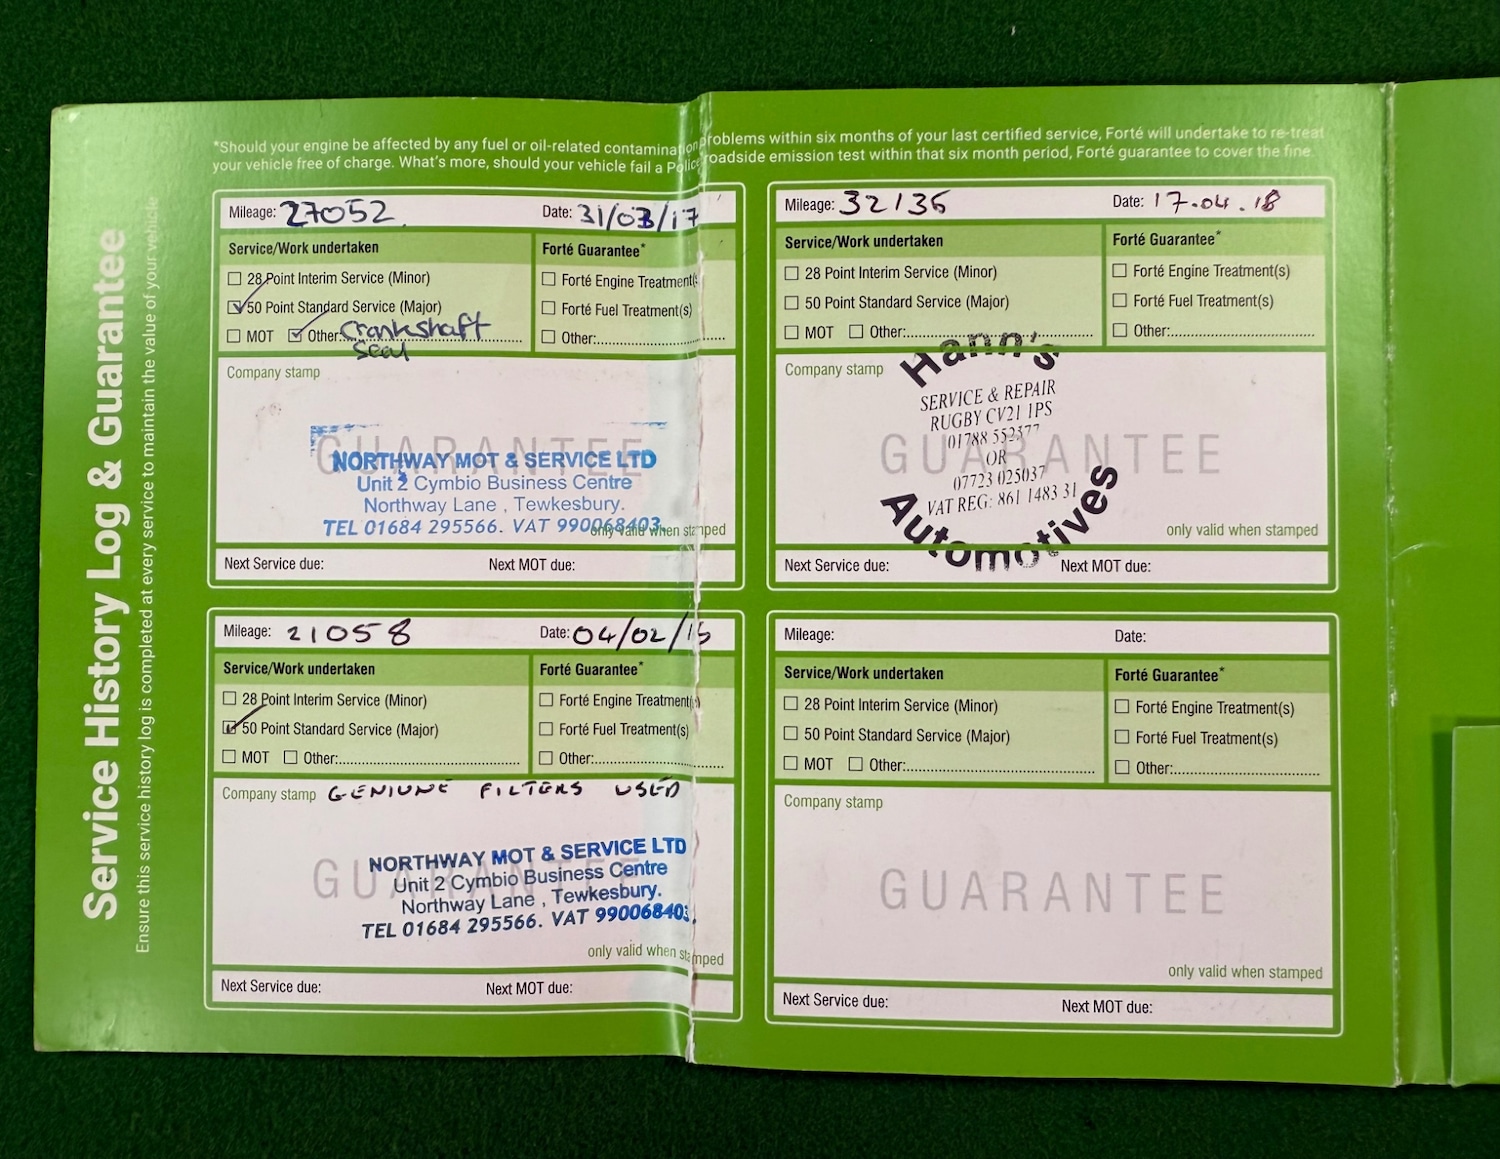 Service History Log & Guarantee
Ensure this service history log is completed at every service to maintain the value of your vehicle
*Should your engine be affected by any fuel or oil-related contamination problems within six months of your last certified service, Forté will undertake to re-treat
your vehicle free of charge. What's more, should your vehicle fail a Police roadside emission test within that six month period, Forté guarantee to cover the fine.
Mileage: 27052 Date: 31/03/17
Service/Work undertaken Forté Guarantee*
28 Point Interim Service (Minor) Forté Engine Treatment(s)
50 Point Standard Service (Major) Forté Fuel Treatment(s)
MOT Other: Crankshaft Other:
Seal
Company stamp
GUARANTEE
NORTHWAY MOT & SERVICE LTD
Unit 2 Cymbio Business Centre
Northway Lane , Tewkesbury.
TEL 01684 295566. VAT 990068403
only valid when stamped
Next Service due: Next MOT due:
Mileage: 32136 Date: 17.04.18
Service/Work undertaken Forté Guarantee*
28 Point Interim Service (Minor) Forté Engine Treatment(s)
50 Point Standard Service (Major) Forté Fuel Treatment(s)
MOT Other: Other:
Company stamp
GUARANTEE
Hann's
SERVICE & REPAIR
RUGBY CV21 1PS
01788 552377
OR
07723 025037
VAT REG: 861 1483 31
Automotives
only valid when stamped
Next Service due: Next MOT due:
Mileage: 21058 Date: 04/02/15
Service/Work undertaken Forté Guarantee*
28 Point Interim Service (Minor) Forté Engine Treatment(s)
50 Point Standard Service (Major) Forté Fuel Treatment(s)
MOT Other: Other:
Company stamp GENIUNE FILTERS USED
GUARANTEE
NORTHWAY MOT & SERVICE LTD
Unit 2 Cymbio Business Centre
Northway Lane , Tewkesbury.
TEL 01684 295566. VAT 990068403.
only valid when stamped
Next Service due: Next MOT due:
Mileage: Date:
Service/Work undertaken Forté Guarantee*
28 Point Interim Service (Minor) Forté Engine Treatment(s)
50 Point Standard Service (Major) Forté Fuel Treatment(s)
MOT Other: Other:
Company stamp
GUARANTEE
only valid when stamped
Next Service due: Next MOT due: